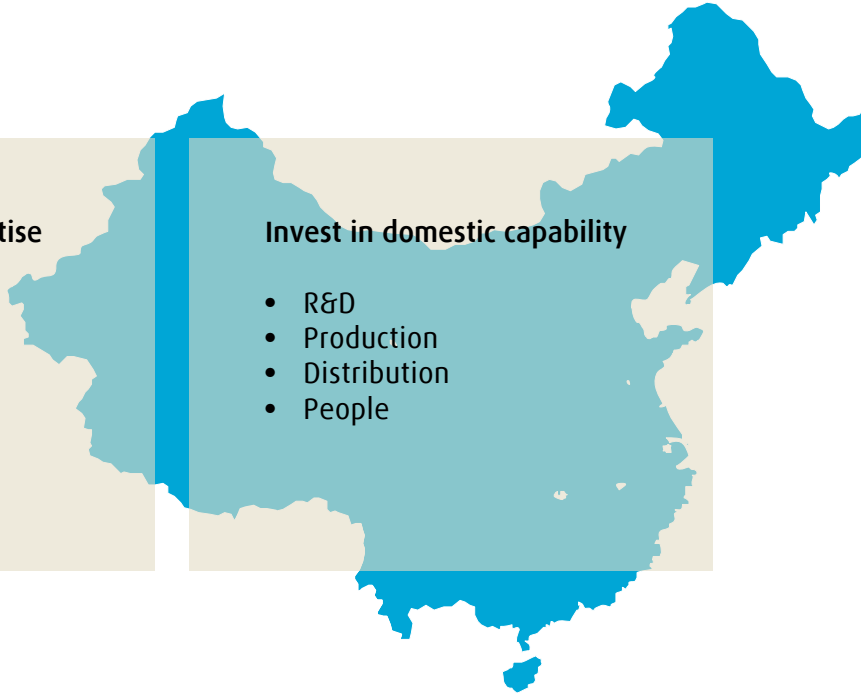 tise
Invest in domestic capability
• R&D
• Production
• Distribution
• People